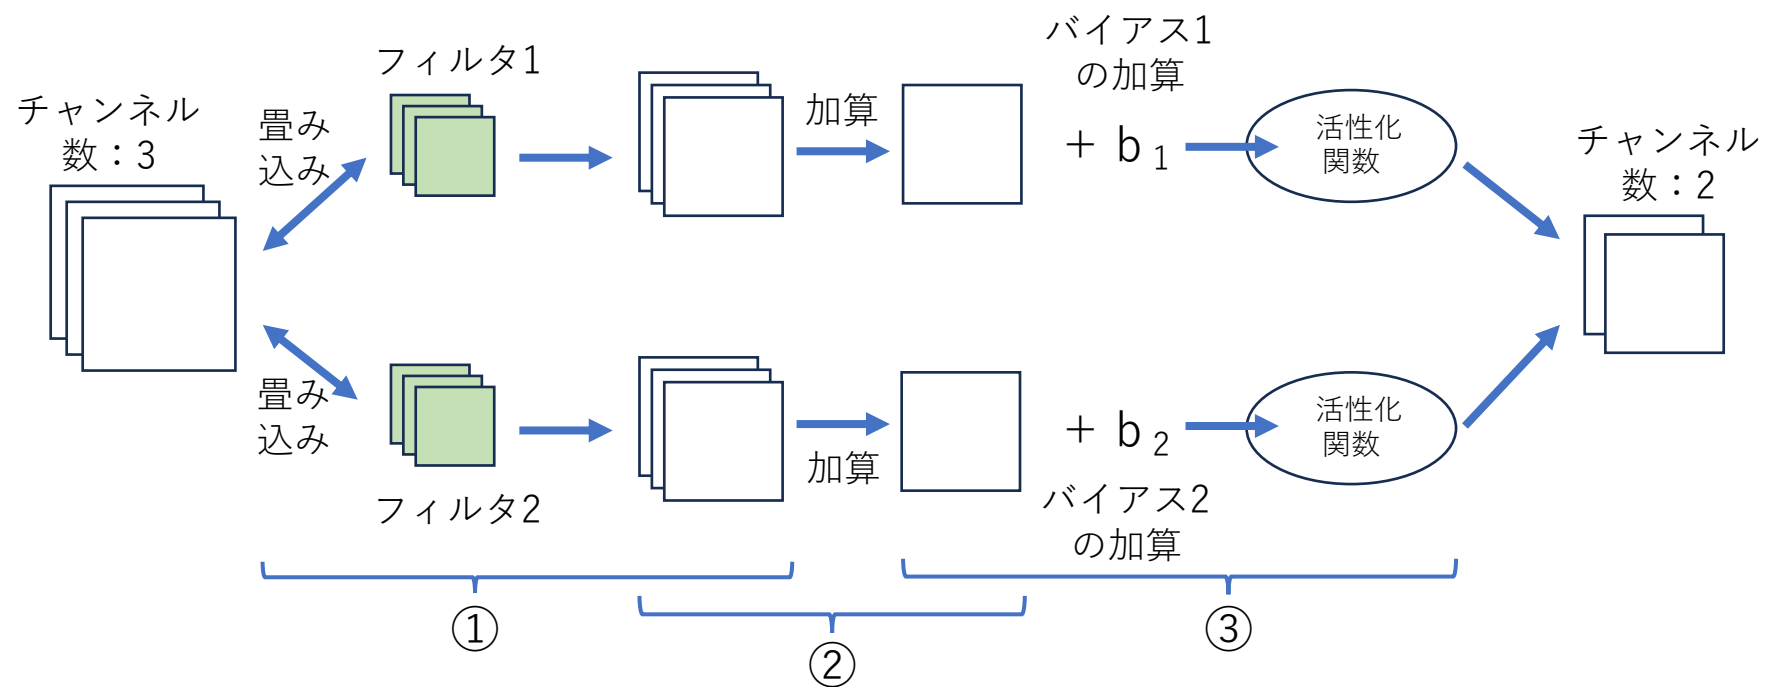 チャンネル
数：3
畳み
込み
フィルタ1
加算
バイアス1
の加算
+ b 1
活性化
関数
チャンネル
数：2
畳み
込み
フィルタ2
加算
+ b 2
バイアス2
の加算
活性化
関数
①
②
③